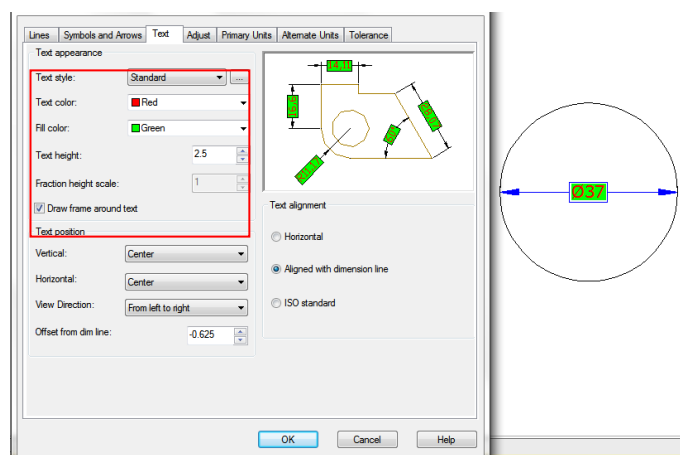 Lines Symbols and Arrows Text Adjust Primary Units Alternate Units Tolerance
Text appearance
Text style: Standard ...
Text color: Red
Fill color: Green
Text height: 2.5
Fraction height scale: 1
Draw frame around text
Text position
Vertical: Center
Horizontal: Center
View Direction: From left to right
Offset from dim line: -0.625
14,11
Text alignment
Horizontal
Aligned with dimension line
ISO standard
OK Cancel Help
Ø37